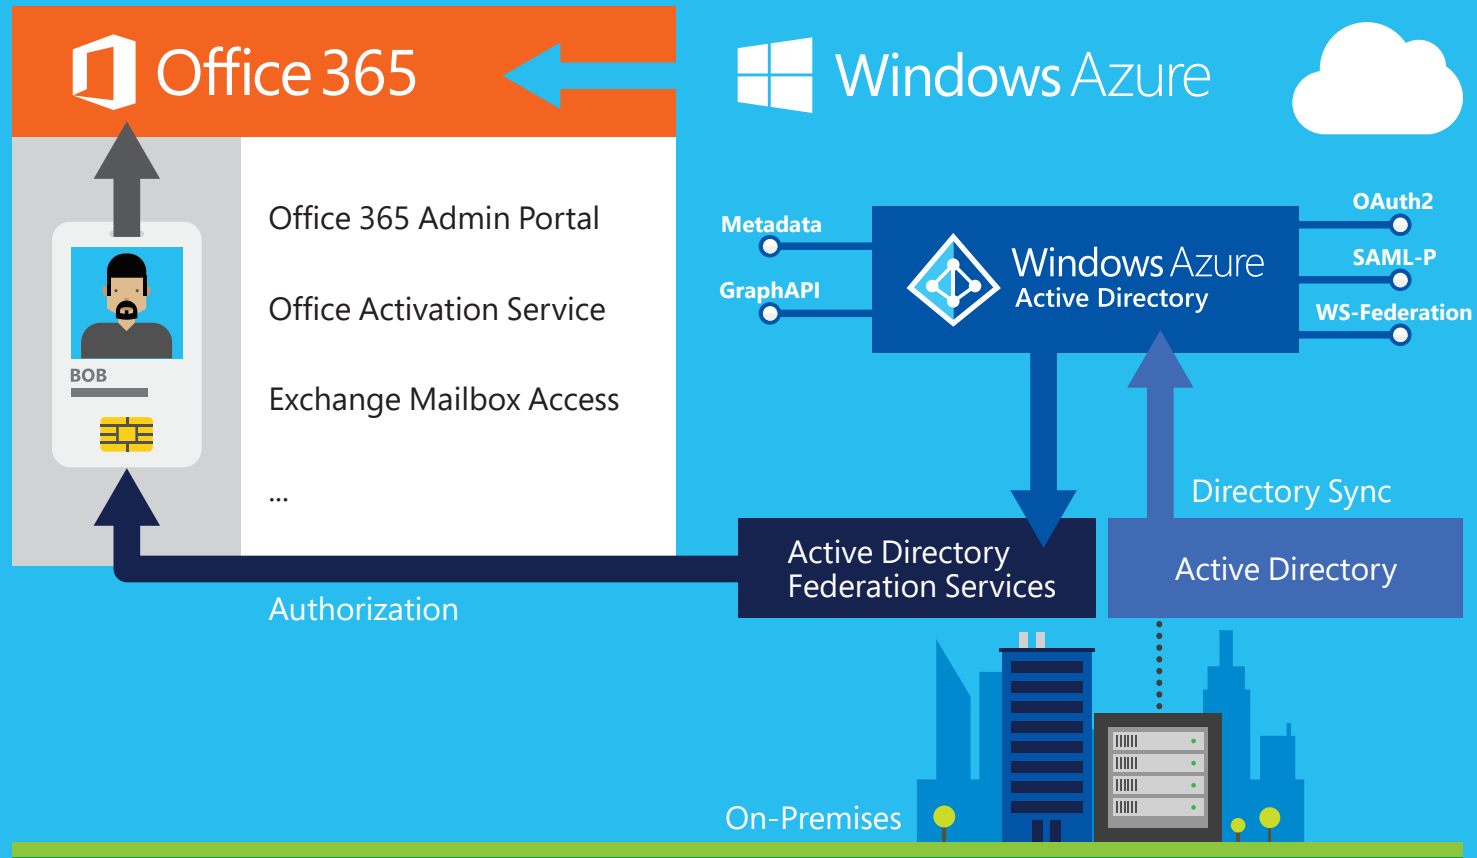 Office 365
Windows Azure
Office 365 Admin Portal
Office Activation Service
Exchange Mailbox Access
...
BOB
Metadata
GraphAPI
Windows Azure
Active Directory
OAuth2
SAML-P
WS-Federation
Directory Sync
Active Directory
Federation Services
Active Directory
Authorization
On-Premises